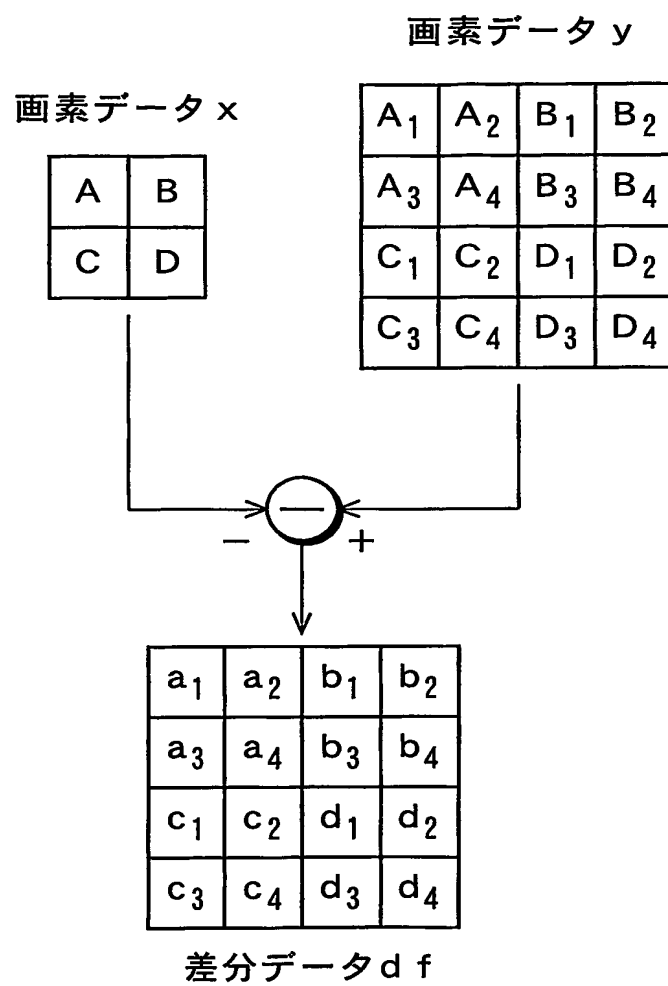 画素データy
画素データx
A B
C D
A1 A2 B1 B2
A3 A4 B3 B4
C1 C2 D1 D2
C3 C4 D3 D4
− +
a1 a2 b1 b2
a3 a4 b3 b4
c1 c2 d1 d2
c3 c4 d3 d4
差分データdf